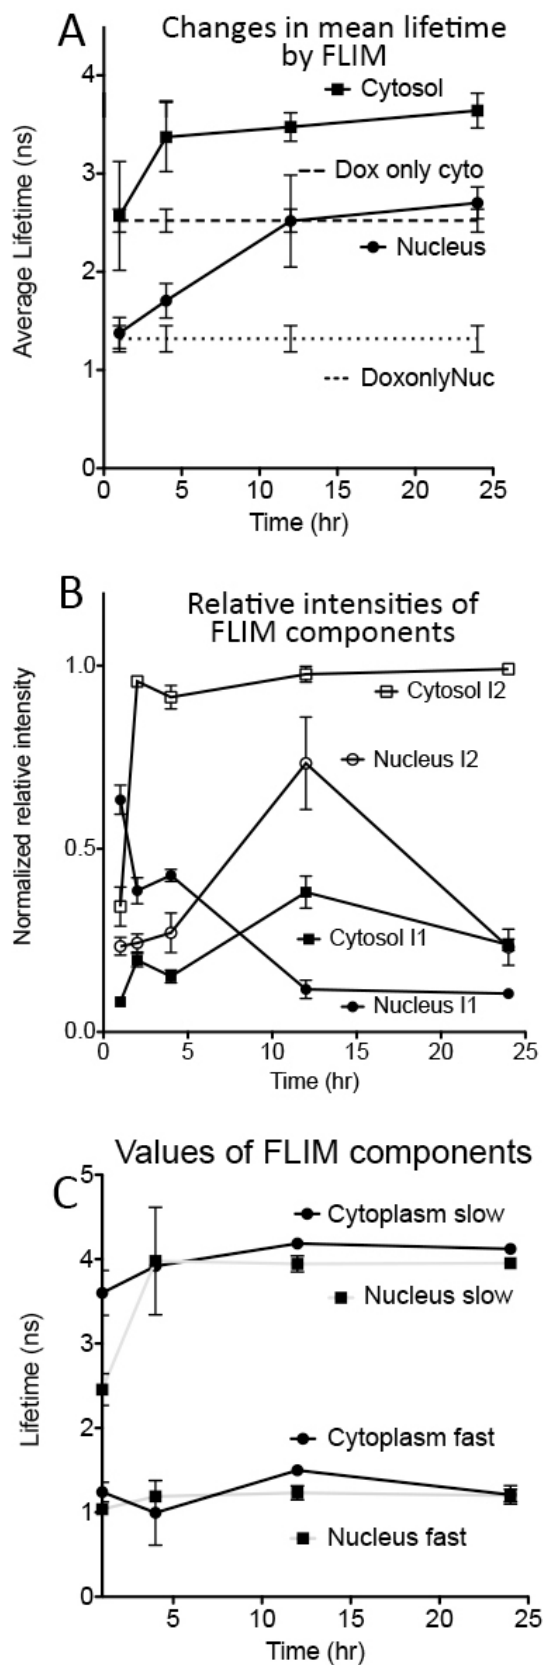 A
Changes in mean lifetime
by FLIM
Average Lifetime (ns)
4
3
2
1
0
Cytosol
Dox only cyto
Nucleus
DoxonlyNuc
0 5 10 15 20 25
Time (hr)
B
Relative intensities of
FLIM components
Normalized relative intensity
1.0
0.5
0.0
Cytosol I2
Nucleus I2
Cytosol I1
Nucleus I1
0 5 10 15 20 25
Time (hr)
Values of FLIM components
C
Lifetime (ns)
5
4
3
2
1
0
Cytoplasm slow
Nucleus slow
Cytoplasm fast
Nucleus fast
5 10 15 20 25
Time (hr)